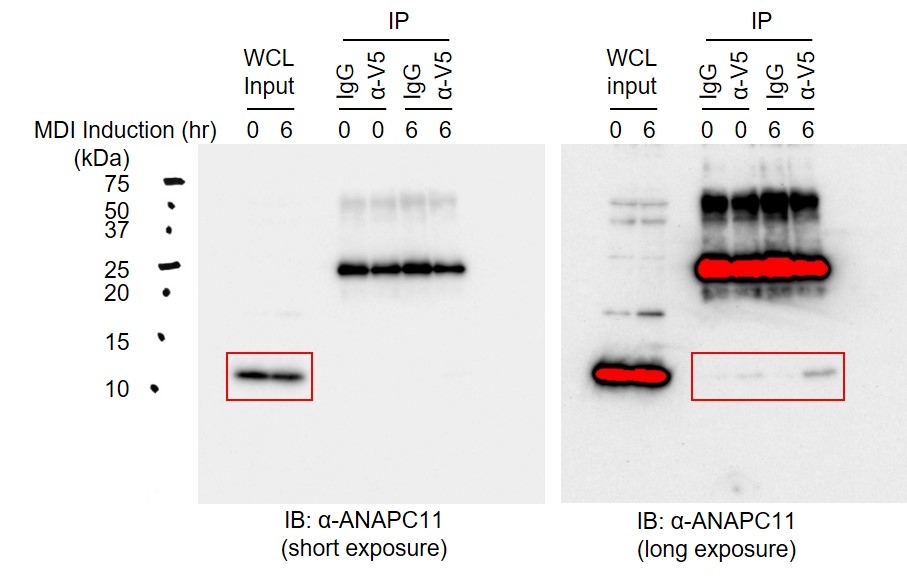 IP
WCL
Input
IgG
α-V5
IgG
α-V5
MDI Induction (hr)
0 6 0 0 6 6
(kDa)
75
50
37
25
20
15
10
IB: α-ANAPC11
(short exposure)
IP
WCL
input
IgG
α-V5
IgG
α-V5
0 6 0 0 6 6
IB: α-ANAPC11
(long exposure)